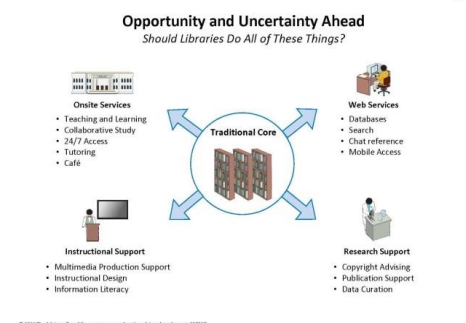 Opportunity and Uncertainty Ahead
Should Libraries Do All of These Things?
Onsite Services
• Teaching and Learning
• Collaborative Study
• 24/7 Access
• Tutoring
• Café
Web Services
• Databases
• Search
• Chat reference
• Mobile Access
Traditional Core
Instructional Support
• Multimedia Production Support
• Instructional Design
• Information Literacy
Research Support
• Copyright Advising
• Publication Support
• Data Curation